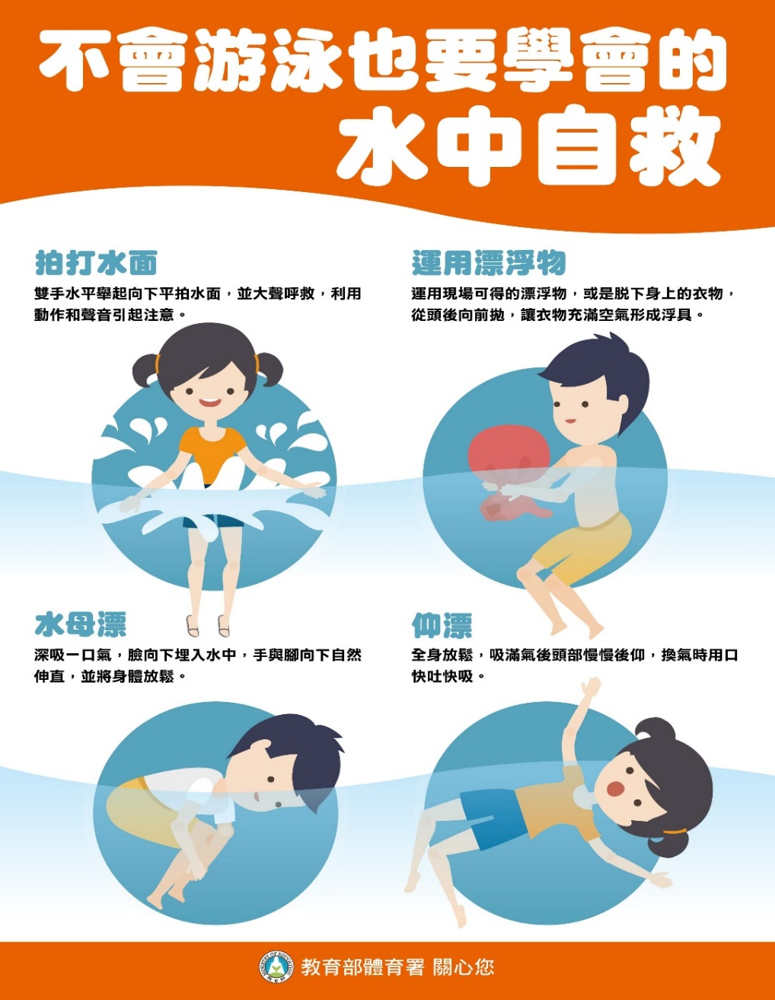 不會游泳也要學會的
水中自救
拍打水面
雙手水平舉起向下平拍水面，並大聲呼救，利用
動作和聲音引起注意。
運用漂浮物
運用現場可得的漂浮物，或是脫下身上的衣物，
從頭後向前拋，讓衣物充滿空氣形成浮具。
水母漂
深吸一口氣，臉向下埋入水中，手與腳向下自然
伸直，並將身體放鬆。
仰漂
全身放鬆，吸滿氣後頭部慢慢後仰，換氣時用口
快吐快吸。
MINISTRY OF EDUCATION
教育部體育署 關心您